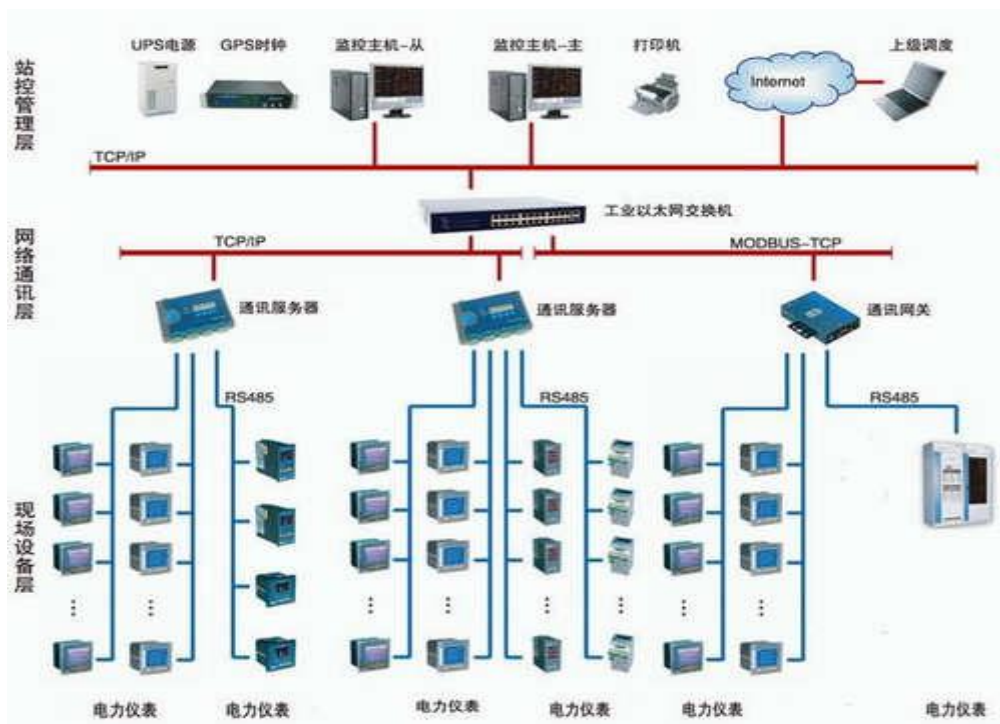 UPS电源
GPS时钟
监控主机-从
监控主机-主
打印机
Internet
上级调度
站控管理层
TCP/IP
工业以太网交换机
网络通讯层
TCP/IP
MODBUS-TCP
通讯服务器
通讯服务器
通讯网关
RS485
RS485
RS485
现场设备层
电力仪表
电力仪表
电力仪表
电力仪表
电力仪表
电力仪表